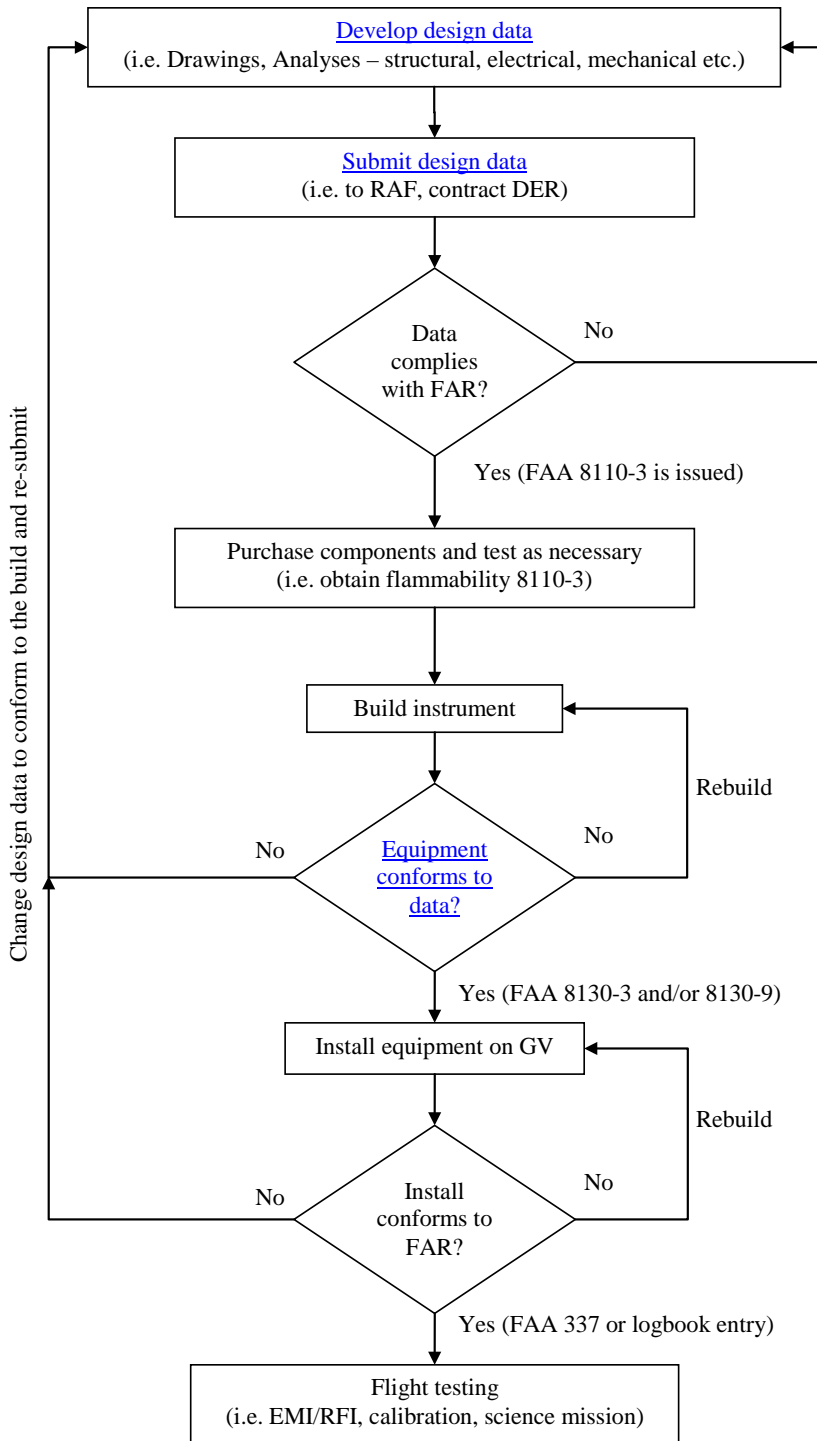 Develop design data
(i.e. Drawings, Analyses – structural, electrical, mechanical etc.)
Submit design data
(i.e. to RAF, contract DER)
Data
complies
with FAR?
No
Yes (FAA 8110-3 is issued)
Purchase components and test as necessary
(i.e. obtain flammability 8110-3)
Build instrument
Rebuild
No
Equipment
conforms to
data?
No
Change design data to conform to the build and re-submit
Yes (FAA 8130-3 and/or 8130-9)
Install equipment on GV
Rebuild
No
Install
conforms to
FAR?
No
Yes (FAA 337 or logbook entry)
Flight testing
(i.e. EMI/RFI, calibration, science mission)